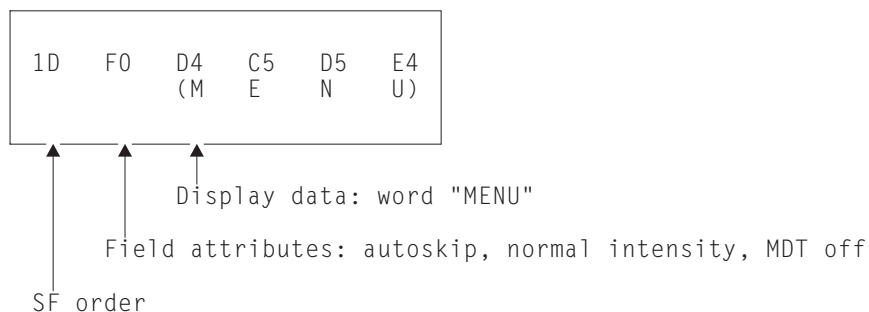 1D F0 D4 C5 D5 E4
(M E N U)
Display data: word "MENU"
Field attributes: autoskip, normal intensity, MDT off
SF order